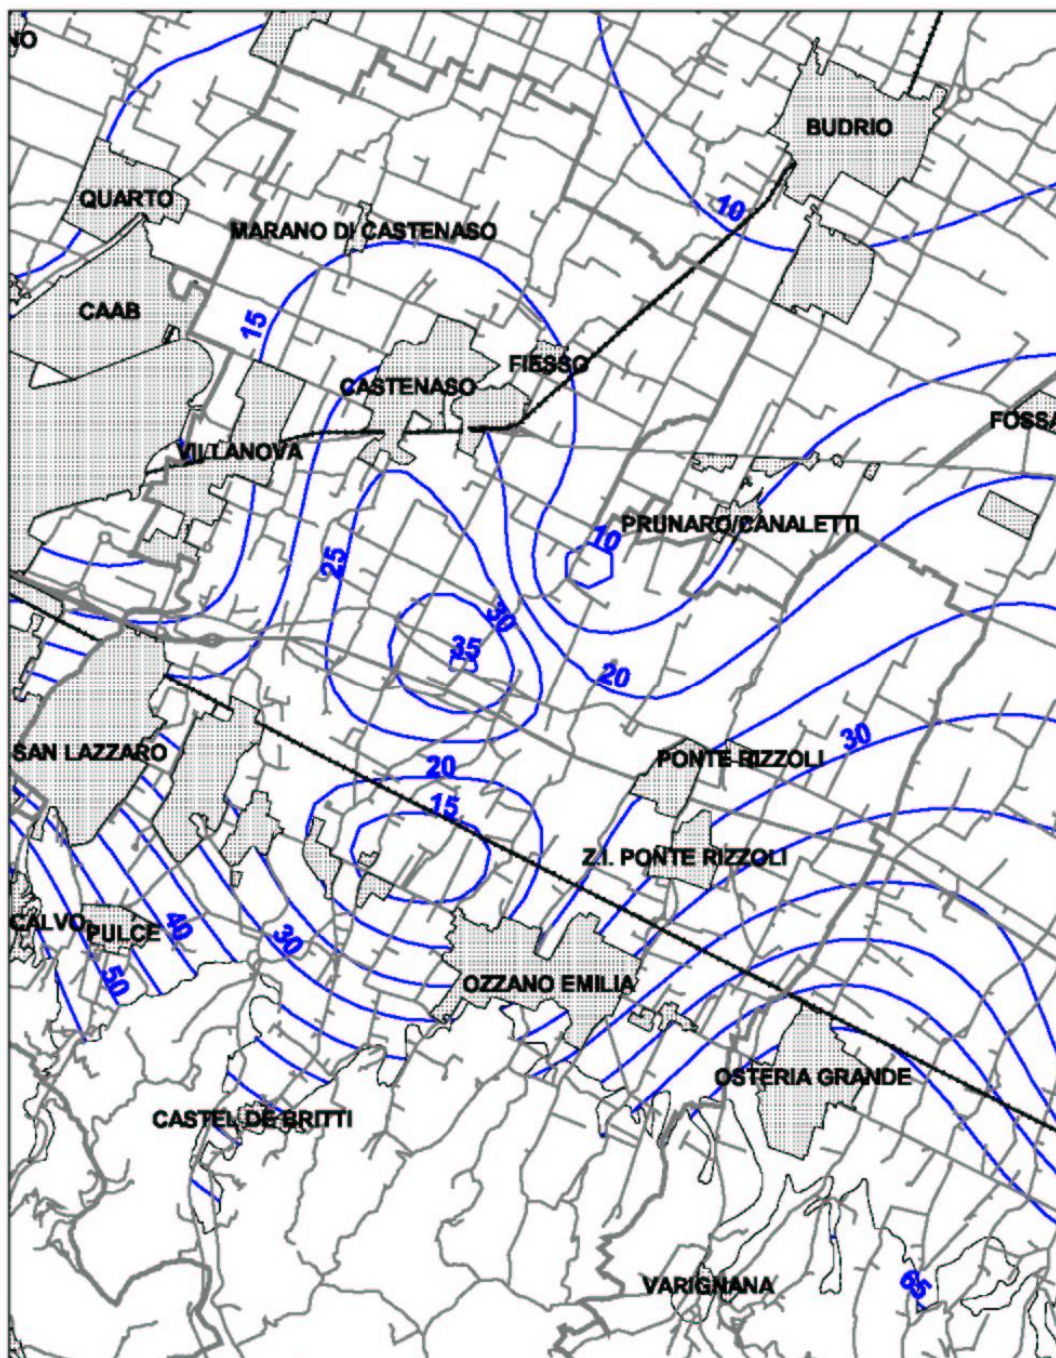 NO
BUDRIO
QUARTO
10
MARANO DI CASTENASO
CAAB
15
FIESSO
CASTENASO
FOSSA
VILLANOVA
PRUNARO/CANALETTI
10
25
30
35
20
SAN LAZZARO
30
PONTE RIZZOLI
20
15
Z.I. PONTE RIZZOLI
CALVO
PULCE
40
30
50
OZZANO EMILIA
OSTERIA GRANDE
CASTEL DE BRITTI
VARIGNANA
65